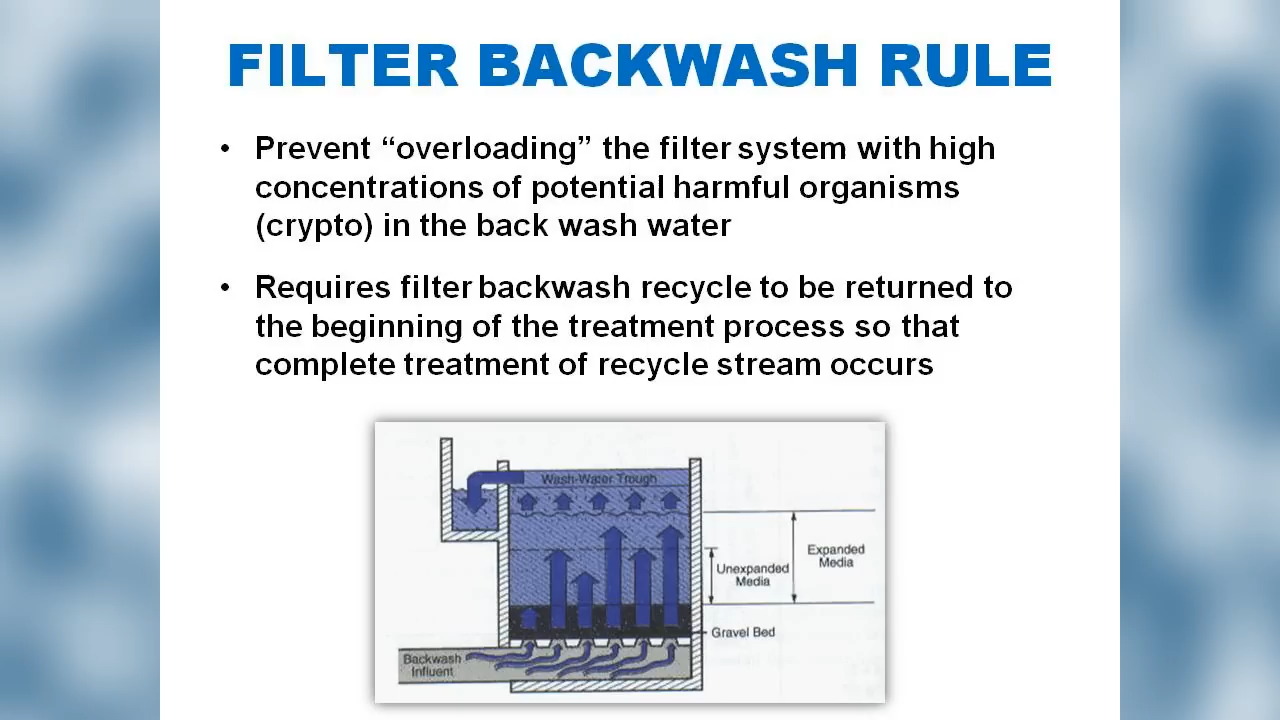 FILTER BACKWASH RULE
• Prevent “overloading” the filter system with high
concentrations of potential harmful organisms
(crypto) in the back wash water
• Requires filter backwash recycle to be returned to
the beginning of the treatment process so that
complete treatment of recycle stream occurs
Wash-Water Trough
Expanded
Media
Unexpanded
Media
Gravel Bed
Backwash
Influent